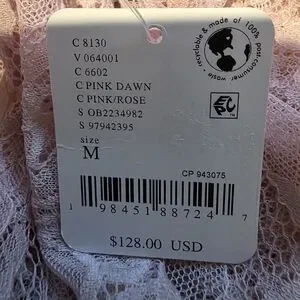 C 8130
V 064001
C 6602
C PINK DAWN
C PINK/ROSE
S OB2234982
S 97942395
size
M
recyclable & made of 100% post-consumer waste
CP 943075
1 98451 88724 7
$128.00 USD